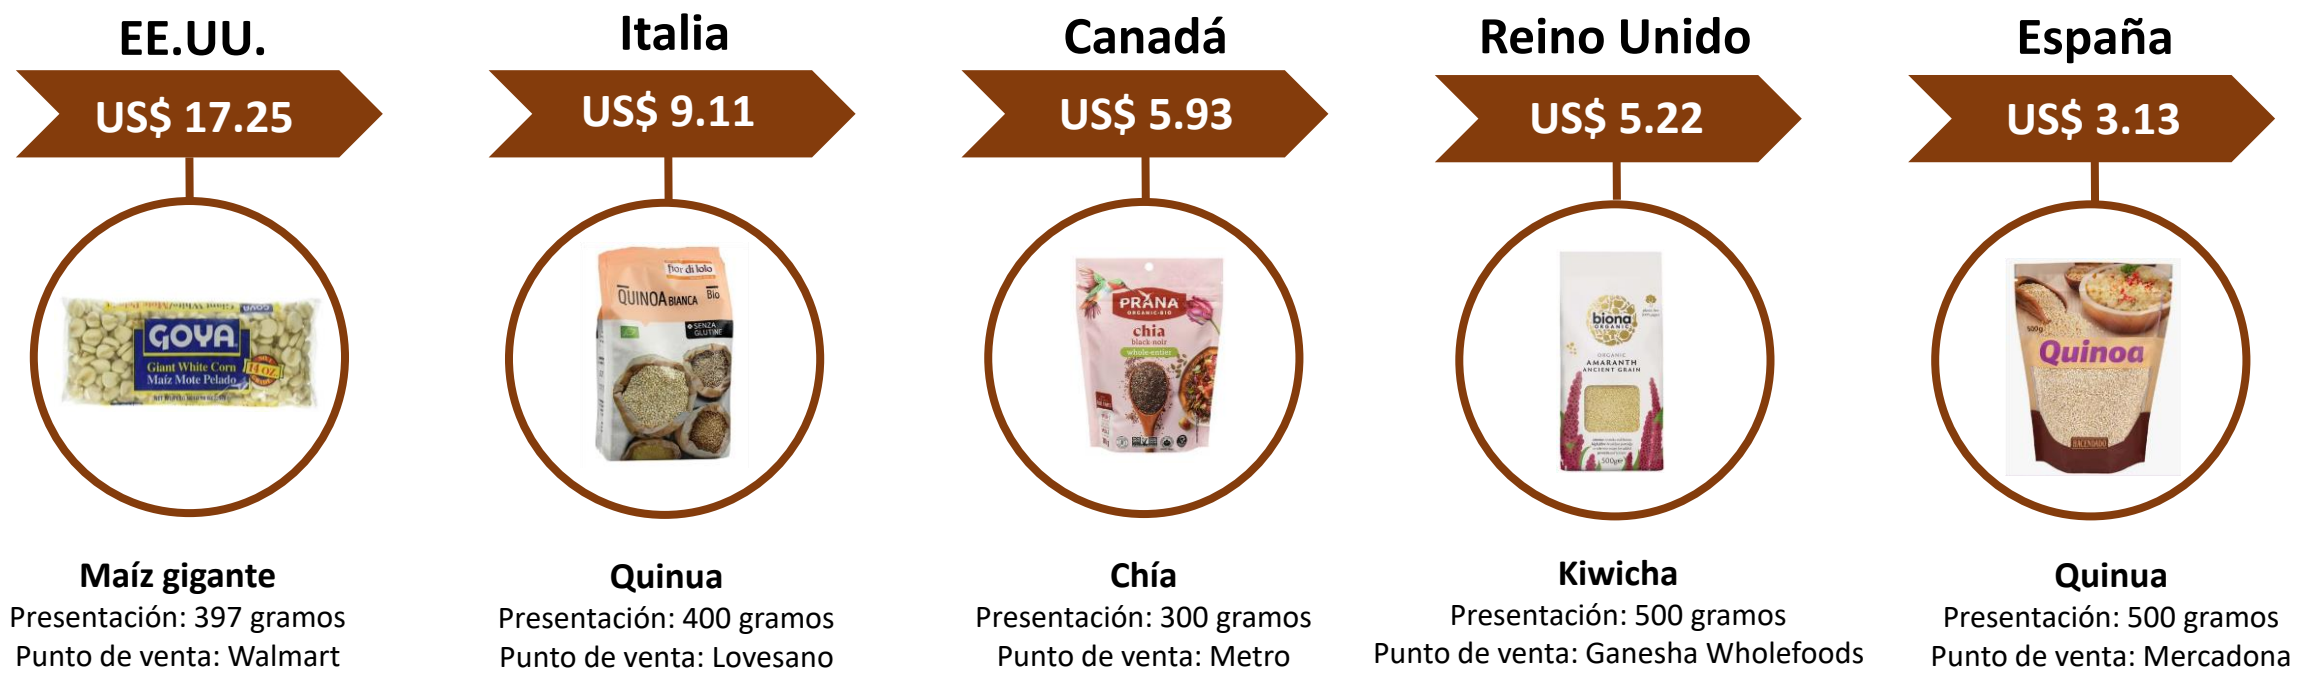 EE.UU.
US$ 17.25
GOYA
Giant White Corn
Maíz Mote Pelado
14 OZ.
Maíz gigante
Presentación: 397 gramos
Punto de venta: Walmart
Italia
US$ 9.11
fior di loto
QUINOA BIANCA Bio
SENZA
GLUTINE
Quinua
Presentación: 400 gramos
Punto de venta: Lovesano
Canadá
US$ 5.93
PRANA
ORGANIC·BIO
chia
black·noir
whole·entier
Chía
Presentación: 300 gramos
Punto de venta: Metro
Reino Unido
US$ 5.22
biona
ORGANIC
ORGANIC
AMARANTH
ANCIENT GRAIN
500g
Kiwicha
Presentación: 500 gramos
Punto de venta: Ganesha Wholefoods
España
US$ 3.13
500g
Quinoa
HACENDADO
Quinua
Presentación: 500 gramos
Punto de venta: Mercadona